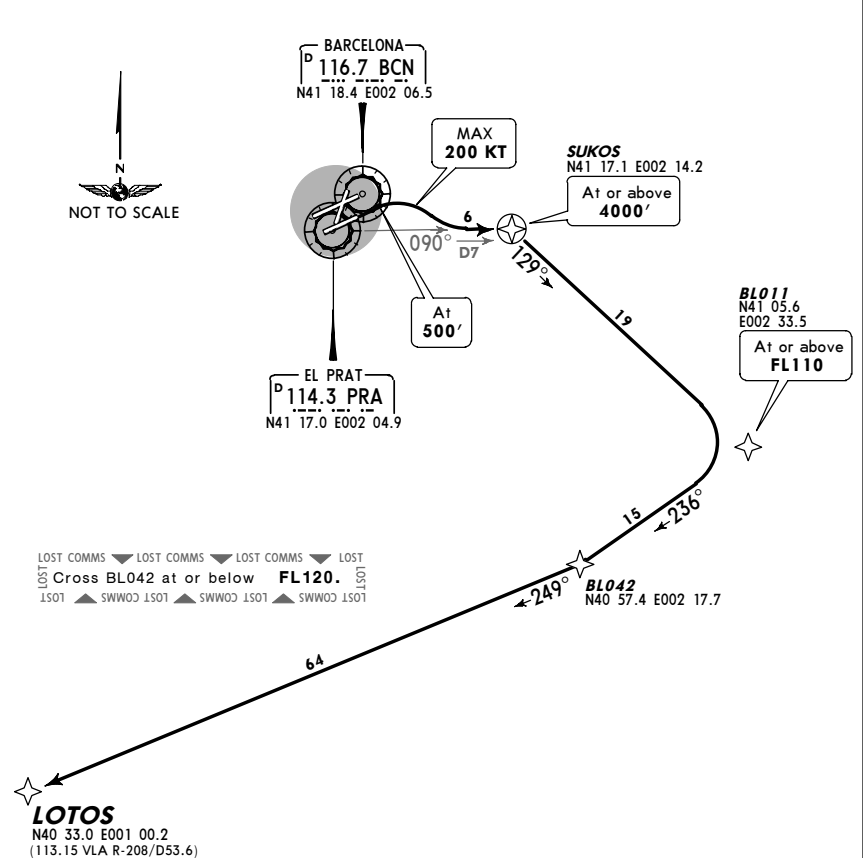 BARCELONA
D 116.7 BCN
N41 18.4 E002 06.5
N
NOT TO SCALE
MAX
200 KT
SUKOS
N41 17.1 E002 14.2
At or above
4000'
6
090°
D7
129°
At
500'
19
BL011
N41 05.6
E002 33.5
At or above
FL110
EL PRAT
D 114.3 PRA
N41 17.0 E002 04.9
236°
15
LOST COMMS LOST COMMS LOST COMMS LOST
LOST Cross BL042 at or below FL120. LOST
LOST COMMS LOST COMMS LOST COMMS LOST
249°
BL042
N40 57.4 E002 17.7
64
LOTOS
N40 33.0 E001 00.2
(113.15 VLA R-208/D53.6)